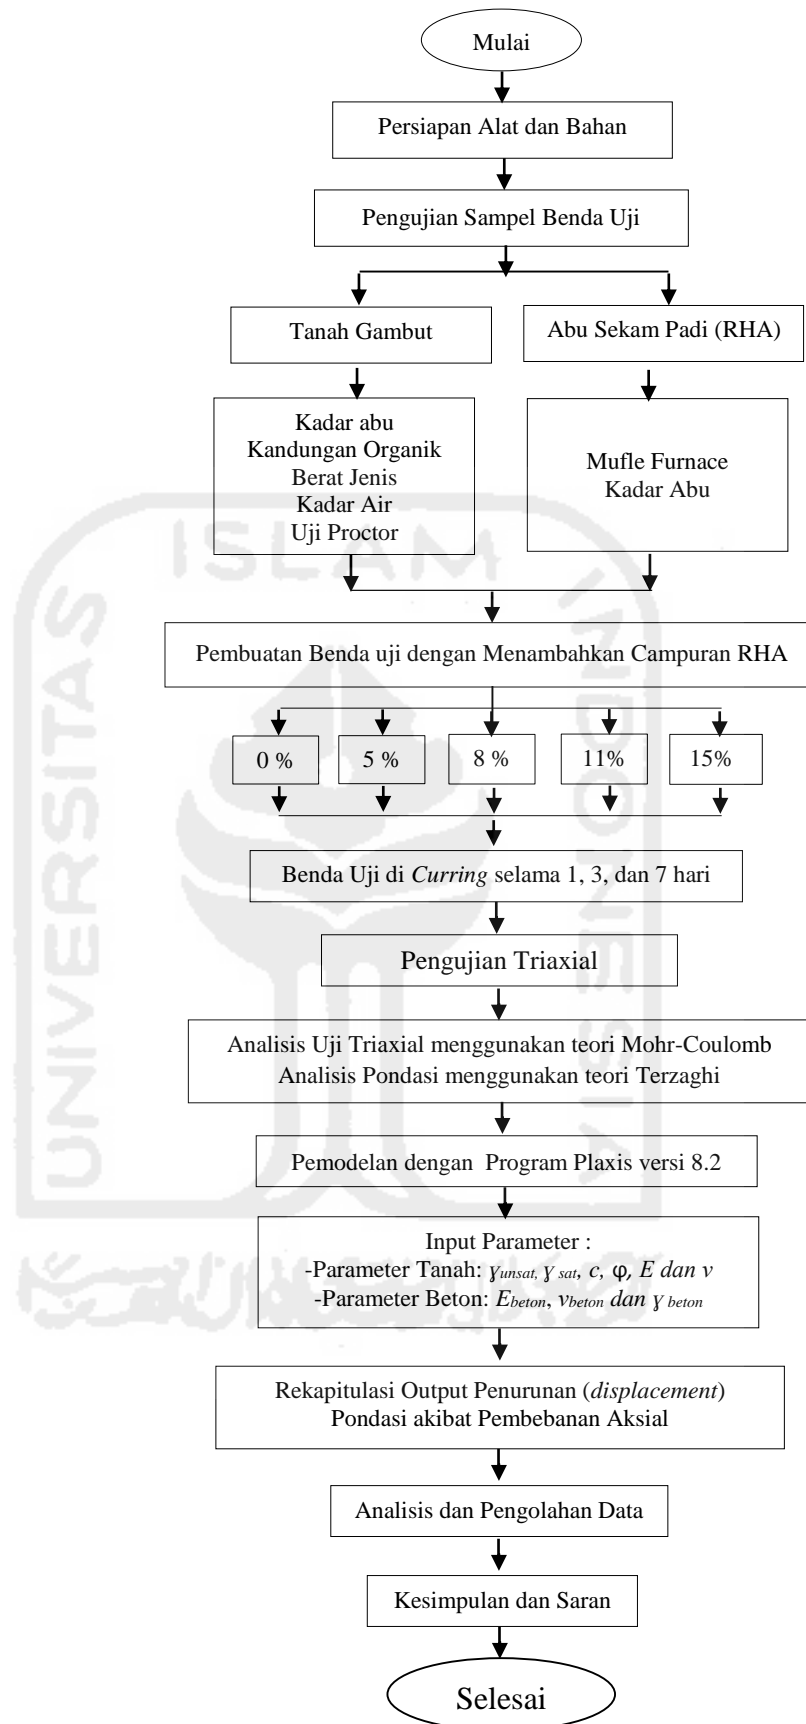 Mulai
Persiapan Alat dan Bahan
Pengujian Sampel Benda Uji
Tanah Gambut
Abu Sekam Padi (RHA)
Kadar abu
Kandungan Organik
Berat Jenis
Kadar Air
Uji Proctor
Mufle Furnace
Kadar Abu
Pembuatan Benda uji dengan Menambahkan Campuran RHA
0 %
5 %
8 %
11%
15%
Benda Uji di Curring selama 1, 3, dan 7 hari
Pengujian Triaxial
Analisis Uji Triaxial menggunakan teori Mohr-Coulomb
Analisis Pondasi menggunakan teori Terzaghi
Pemodelan dengan Program Plaxis versi 8.2
Input Parameter :
-Parameter Tanah: ɣunsat, ɣ sat, c, φ, E dan v
-Parameter Beton: Ebeton, vbeton dan ɣ beton
Rekapitulasi Output Penurunan (displacement)
Pondasi akibat Pembebanan Aksial
Analisis dan Pengolahan Data
Kesimpulan dan Saran
Selesai
UNIVERSITAS
ISLAM
INDONESIA